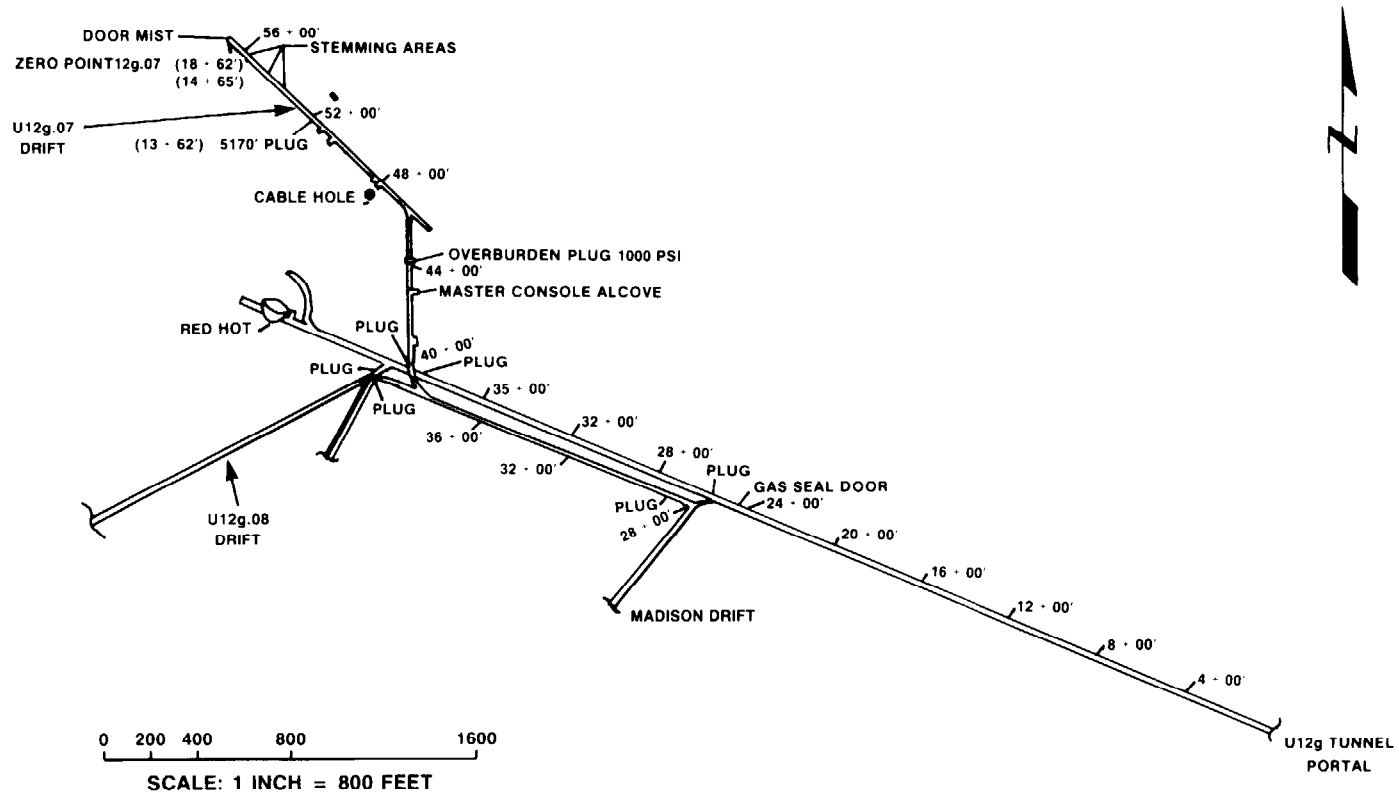 DOOR MIST
56 + 00'
STEMMING AREAS
ZERO POINT12g.07 (18 + 62')
(14 + 65')
52 + 00'
U12g.07
DRIFT
(13 + 62') 5170' PLUG
48 + 00'
CABLE HOLE
OVERBURDEN PLUG 1000 PSI
44 + 00'
MASTER CONSOLE ALCOVE
RED HOT
PLUG
40 + 00'
PLUG
PLUG
35 + 00'
PLUG
32 + 00'
36 + 00'
28 + 00'
32 + 00'
PLUG
GAS SEAL DOOR
24 + 00'
PLUG
28 + 00'
U12g.08
DRIFT
20 + 00'
16 + 00'
MADISON DRIFT
12 + 00'
8 + 00'
4 + 00'
U12g TUNNEL
PORTAL
N
0 200 400 800 1600
SCALE: 1 INCH = 800 FEET